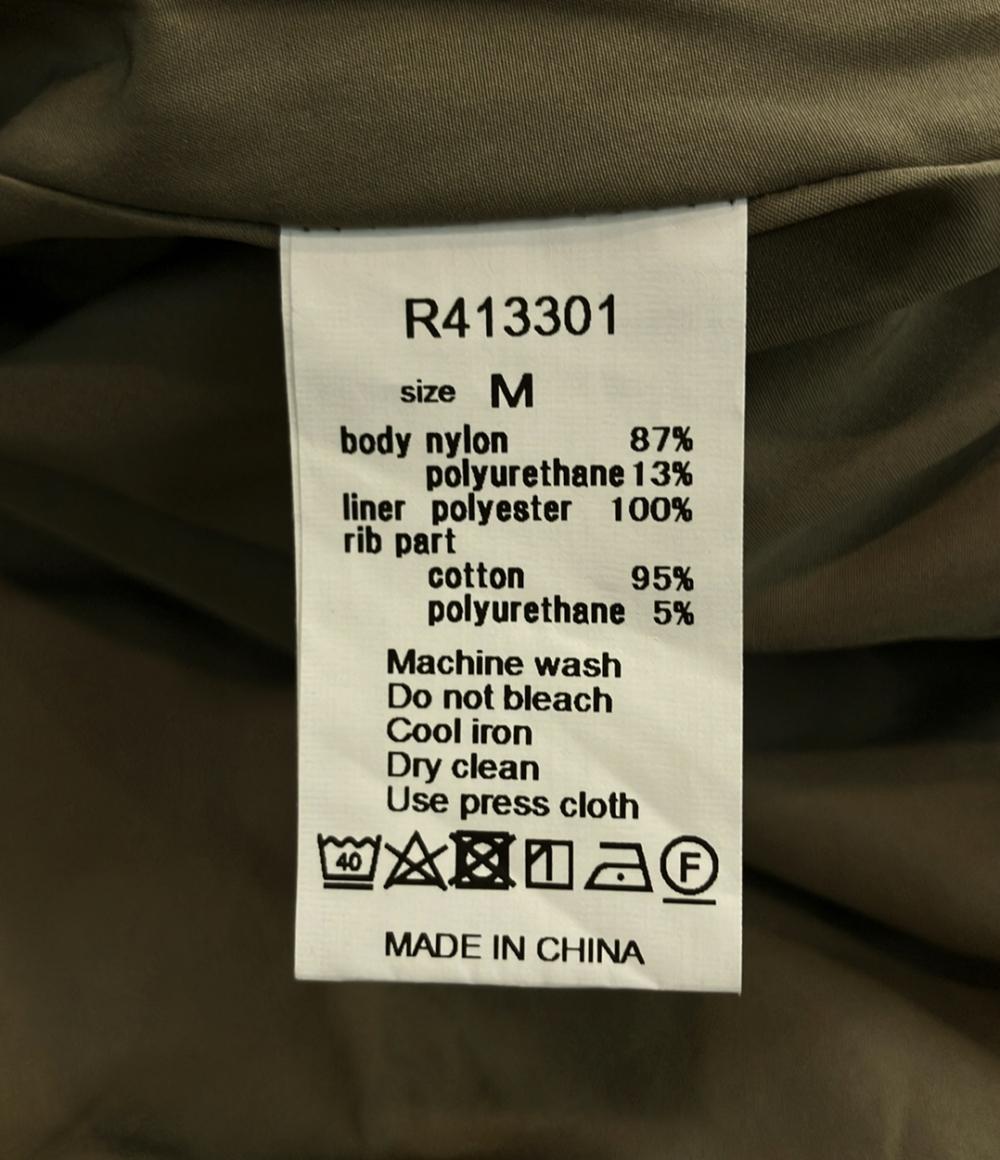 R413301
size M
body nylon 87%
polyurethane 13%
liner polyester 100%
rib part
cotton 95%
polyurethane 5%
Machine wash
Do not bleach
Cool iron
Dry clean
Use press cloth
40 F
MADE IN CHINA